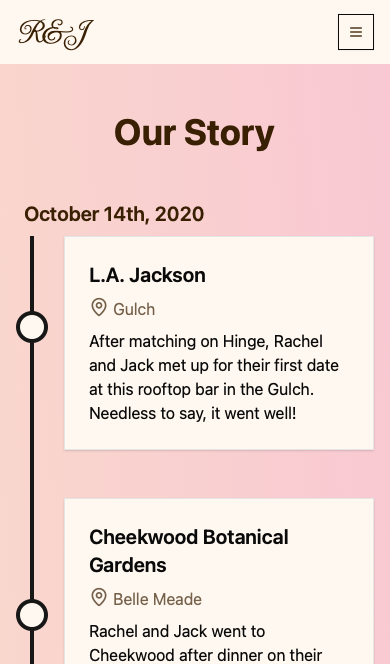 R&J
Our Story
October 14th, 2020
L.A. Jackson
Gulch
After matching on Hinge, Rachel
and Jack met up for their first date
at this rooftop bar in the Gulch.
Needless to say, it went well!
Cheekwood Botanical
Gardens
Belle Meade
Rachel and Jack went to
Cheekwood after dinner on their